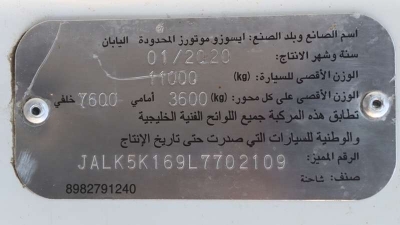 اسم الصانع وبلد الصنع: ايسوزو موتورز المحدودة اليابان
سنة وشهر الانتاج: 01/2020
الوزن الأقصى للسيارة: (kg) 11000
الوزن الأقصى على كل محور: (kg) 3600 أمامي 7600 خلفي
تطابق هذه المركبة جميع اللوائح الفنية الخليجية
والوطنية للسيارات التي صدرت حتى تاريخ الإنتاج
الرقم المميز: JALK5K169L7702109
صنف: شاحنة
8982791240